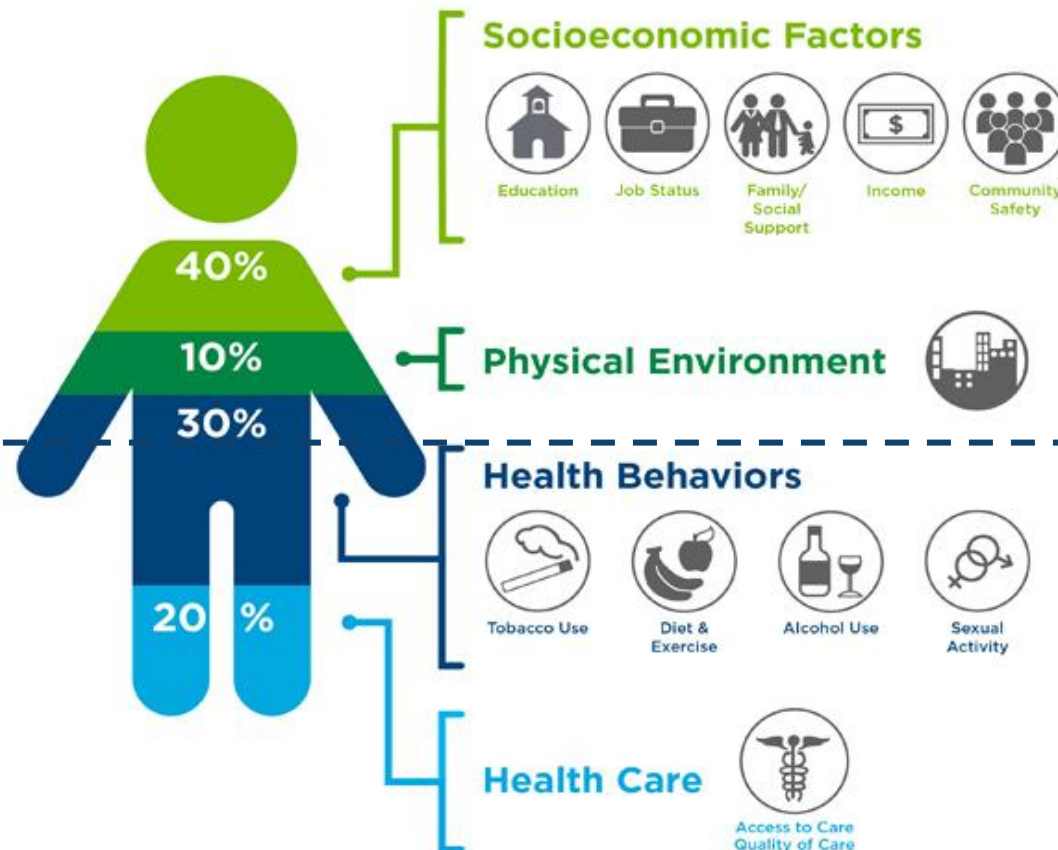 Socioeconomic Factors
$
Education
Job Status
Family/
Social
Support
Income
Community
Safety
40%
10%
Physical Environment
30%
Health Behaviors
Tobacco Use
Diet &
Exercise
Alcohol Use
Sexual
Activity
20 %
Health Care
Access to Care
Quality of Care